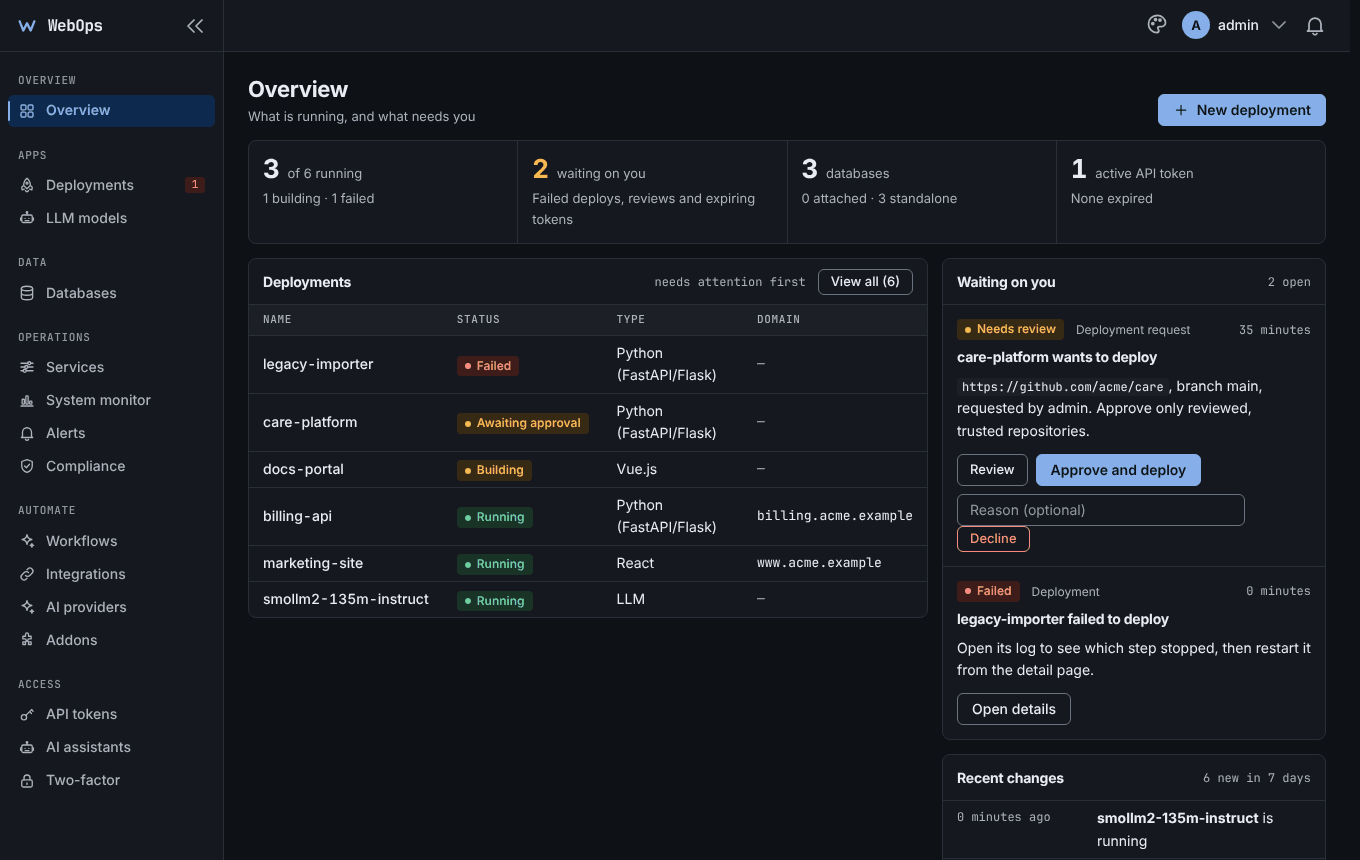 WebOps
A admin
OVERVIEW
Overview
APPS
Deployments 1
LLM models
DATA
Databases
OPERATIONS
Services
System monitor
Alerts
Compliance
AUTOMATE
Workflows
Integrations
AI providers
Addons
ACCESS
API tokens
AI assistants
Two-factor
Overview
What is running, and what needs you
+ New deployment
3 of 6 running
1 building · 1 failed
2 waiting on you
Failed deploys, reviews and expiring
tokens
3 databases
0 attached · 3 standalone
1 active API token
None expired
Deployments needs attention first View all (6)
NAME STATUS TYPE DOMAIN
legacy-importer Failed Python
(FastAPI/Flask) —
care-platform Awaiting approval Python
(FastAPI/Flask) —
docs-portal Building Vue.js —
billing-api Running Python
(FastAPI/Flask) billing.acme.example
marketing-site Running React www.acme.example
smollm2-135m-instruct Running LLM —
Waiting on you 2 open
Needs review Deployment request 35 minutes
care-platform wants to deploy
https://github.com/acme/care , branch main,
requested by admin. Approve only reviewed,
trusted repositories.
Review Approve and deploy
Reason (optional)
Decline
Failed Deployment 0 minutes
legacy-importer failed to deploy
Open its log to see which step stopped, then restart it
from the detail page.
Open details
Recent changes 6 new in 7 days
0 minutes ago smollm2-135m-instruct is
running